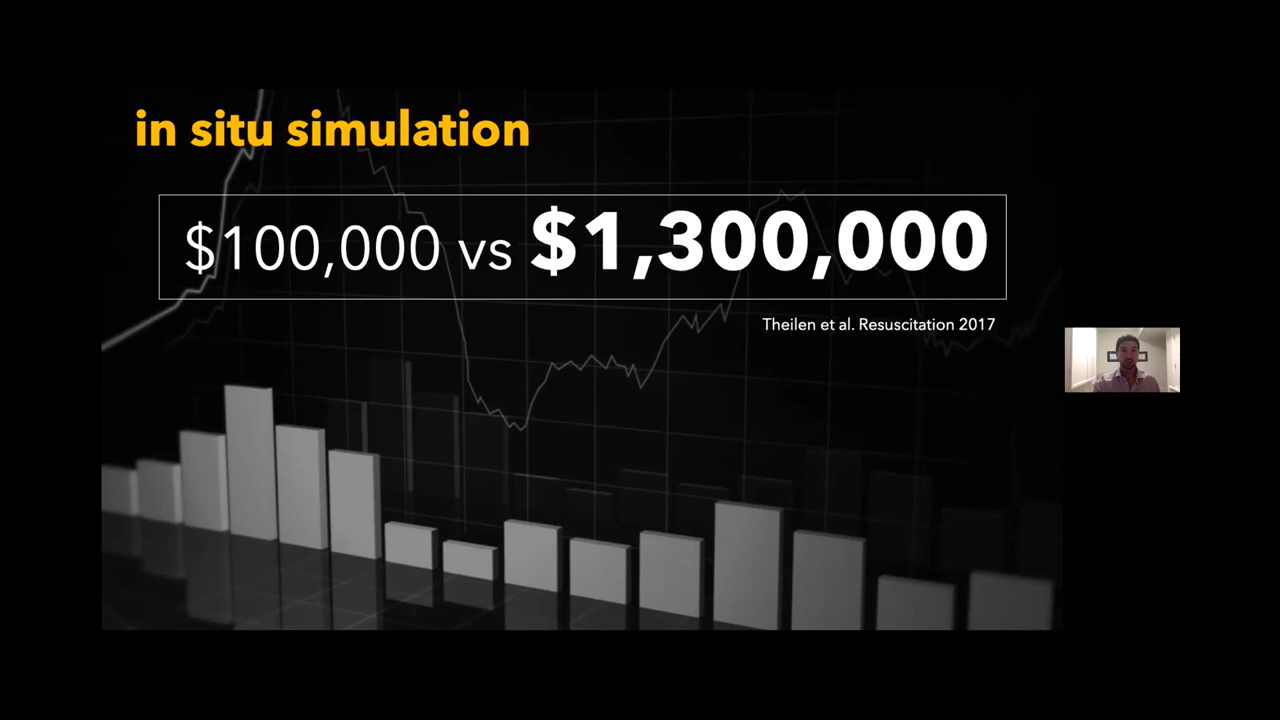 in situ simulation
$100,000 vs $1,300,000
Theilen et al. Resuscitation 2017